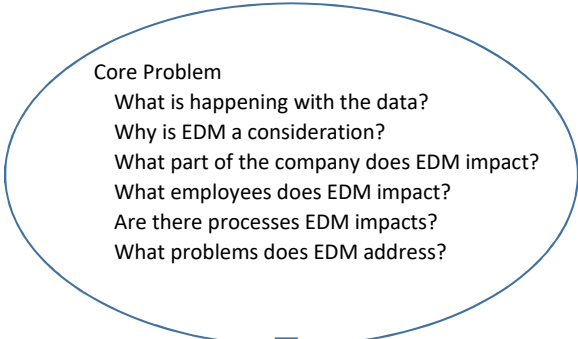 Core Problem
What is happening with the data?
Why is EDM a consideration?
What part of the company does EDM impact?
What employees does EDM impact?
Are there processes EDM impacts?
What problems does EDM address?